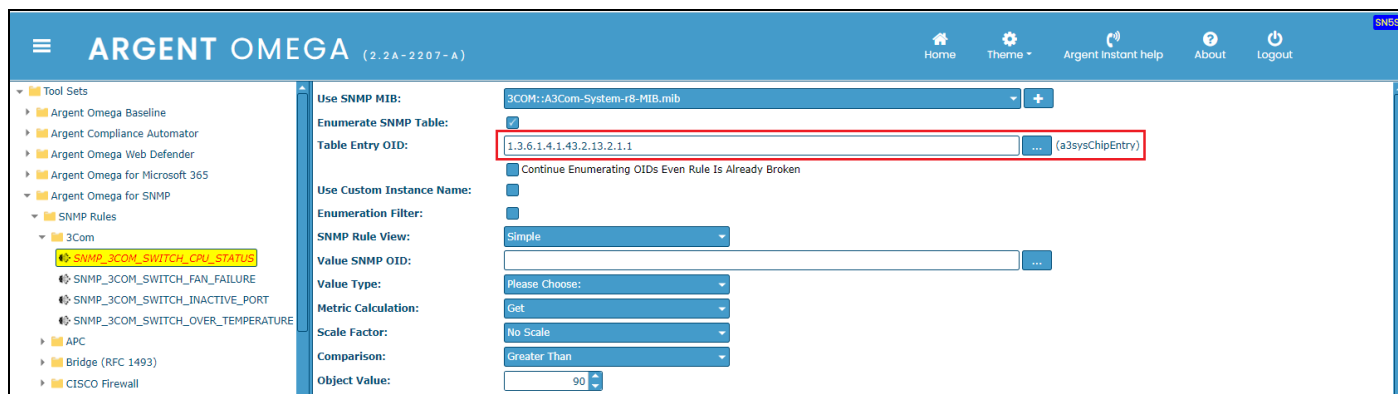 SN5S
ARGENT OMEGA (2.2A-2207-A)
Home Theme Argent Instant help About Logout
Tool Sets
Argent Omega Baseline
Argent Compliance Automator
Argent Omega Web Defender
Argent Omega for Microsoft 365
Argent Omega for SNMP
SNMP Rules
3Com
SNMP_3COM_SWITCH_CPU_STATUS
SNMP_3COM_SWITCH_FAN_FAILURE
SNMP_3COM_SWITCH_INACTIVE_PORT
SNMP_3COM_SWITCH_OVER_TEMPERATURE
APC
Bridge (RFC 1493)
CISCO Firewall
Use SNMP MIB: 3COM::A3Com-System-r8-MIB.mib +
Enumerate SNMP Table:
Table Entry OID: 1.3.6.1.4.1.43.2.13.2.1.1 ... (a3sysChipEntry)
Continue Enumerating OIDs Even Rule Is Already Broken
Use Custom Instance Name:
Enumeration Filter:
SNMP Rule View: Simple
Value SNMP OID: ...
Value Type: Please Choose:
Metric Calculation: Get
Scale Factor: No Scale
Comparison: Greater Than
Object Value: 90